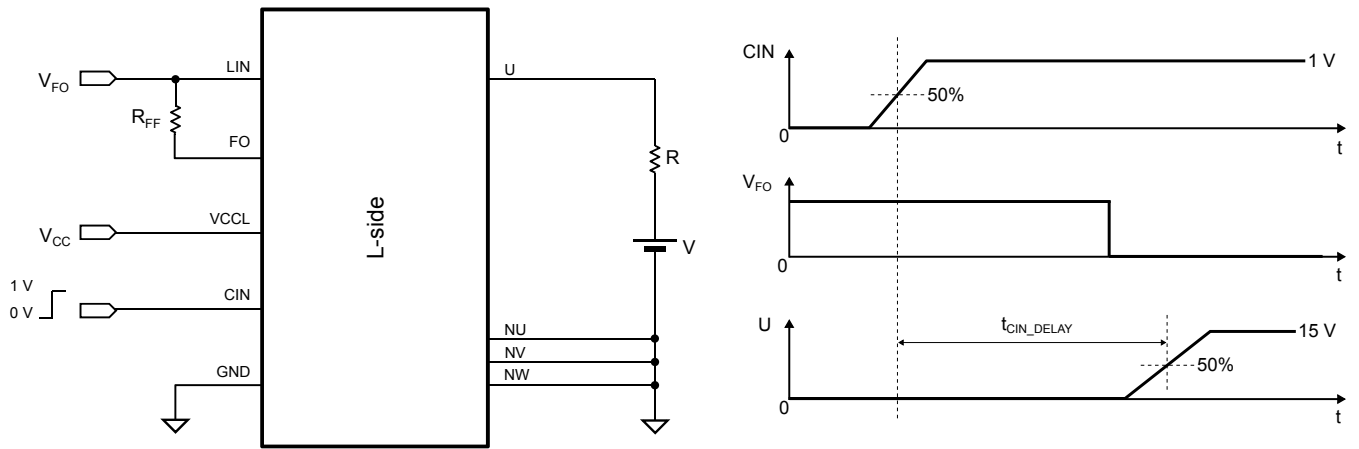 V_FO
LIN
R_FF
FO
V_CC
VCCL
1 V
0 V
CIN
GND
L-side
U
R
V
NU
NV
NW
CIN
1 V
50%
0
t
V_FO
0
t
U
t_CIN_DELAY
15 V
50%
0
t